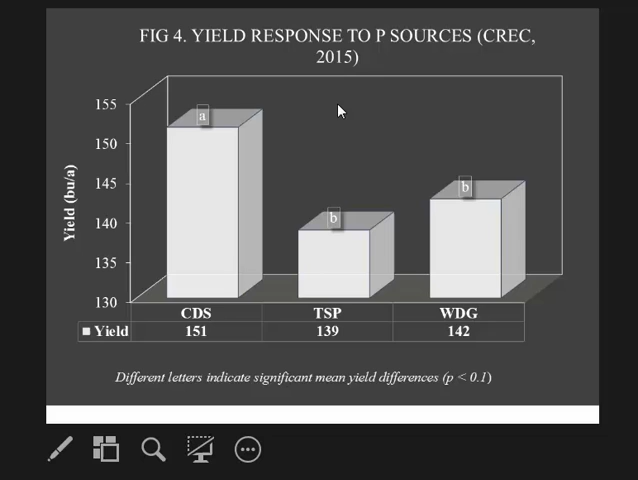 FIG 4. YIELD RESPONSE TO P SOURCES (CREC,
2015)
155
150
145
140
135
130
Yield (bu/a)
a
b
b
CDS TSP WDG
Yield 151 139 142
Different letters indicate significant mean yield differences (p < 0.1)